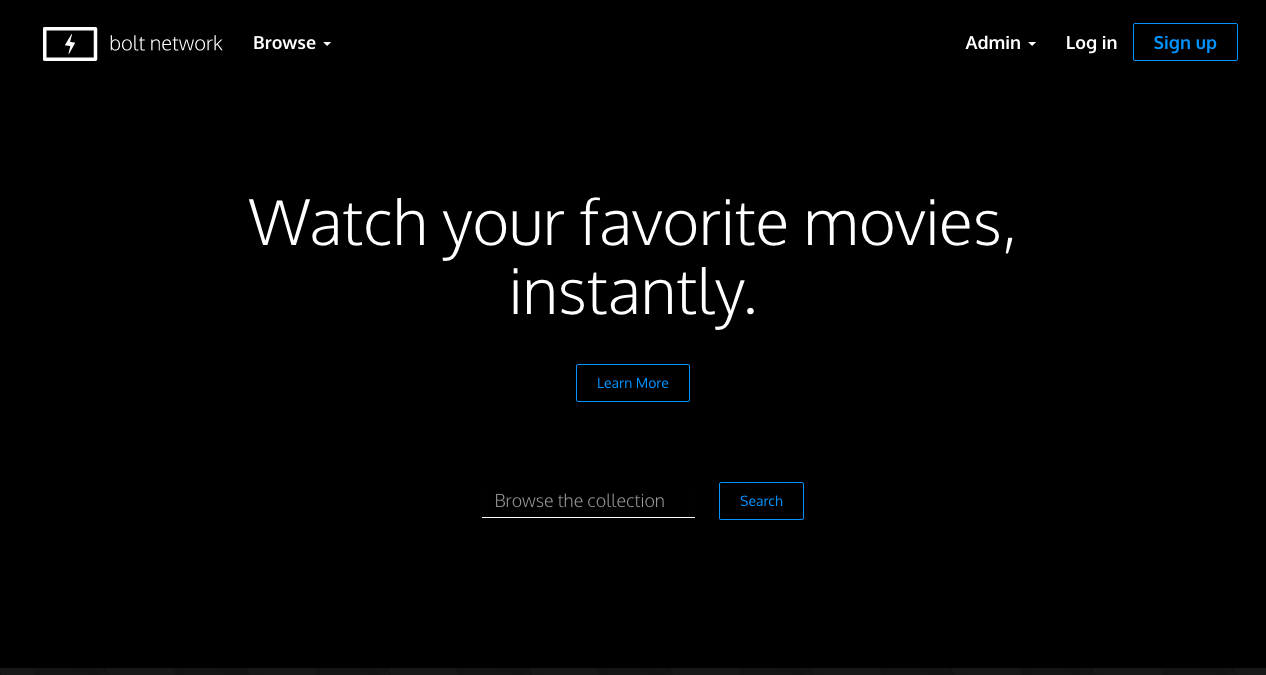 bolt network
Browse
Admin
Log in
Sign up
Watch your favorite movies,
instantly.
Learn More
Browse the collection
Search